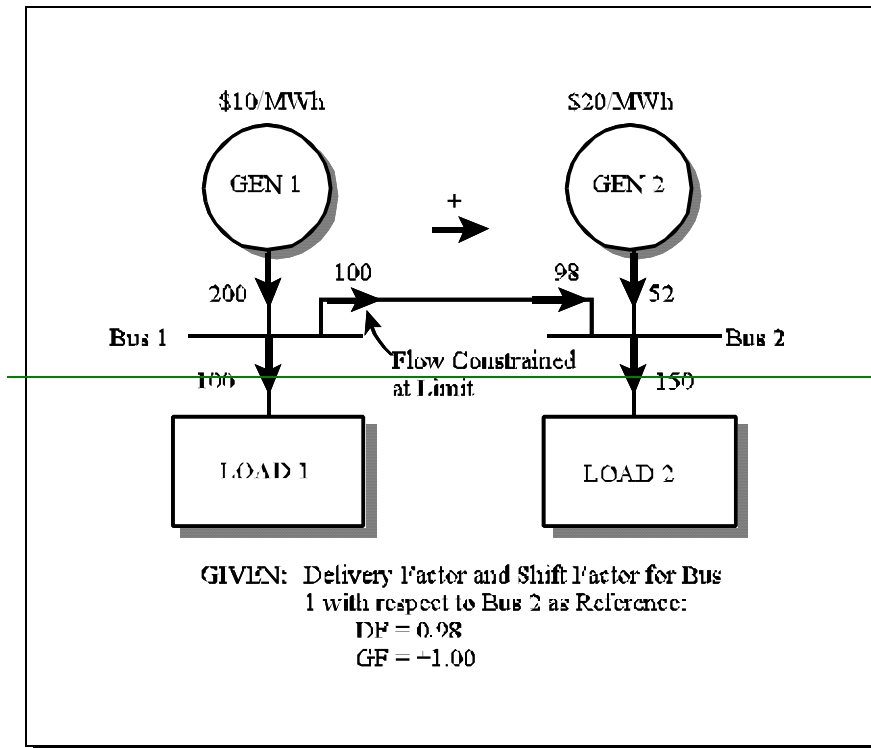 $10/MWh
$20/MWh
GEN 1
GEN 2
+
100
98
200
52
Bus 1
Bus 2
Flow Constrained
at Limit
100
150
LOAD 1
LOAD 2
GIVEN: Delivery Factor and Shift Factor for Bus
1 with respect to Bus 2 as Reference:
DF = 0.98
GF = +1.00